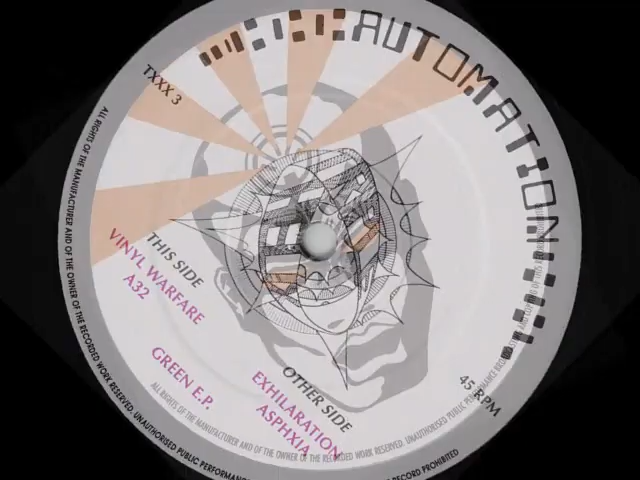 AUTOMATION
TXXX 3
THIS SIDE
VINYL WARFARE
A32
GREEN E.P.
OTHER SIDE
EXHILARATION
ASPHXIA
45 RPM
ALL RIGHTS OF THE MANUFACTURER AND OF THE OWNER OF THE RECORDED WORK RESERVED. UNAUTHORISED PUBLIC PERFORMANCE
RECORD PROHIBITED
ALL RIGHTS OF THE MANUFACTURER AND OF THE OWNER OF THE RECORDED WORK RESERVED. UNAUTHORISED PUBLIC PERFORMANCE